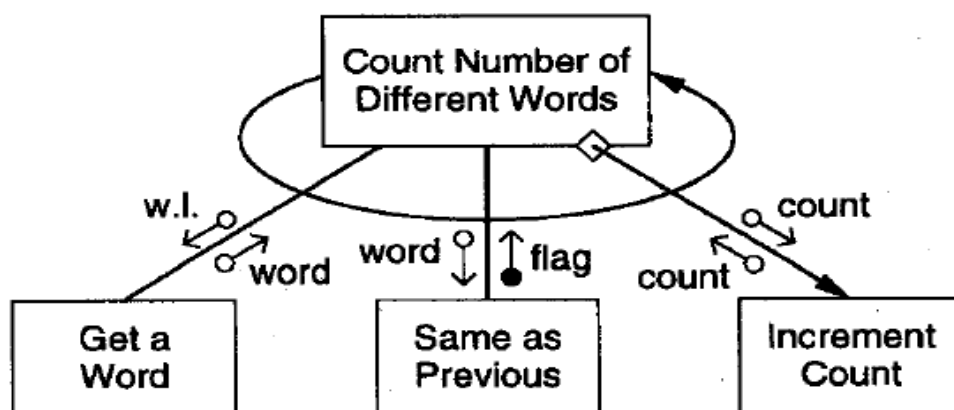 Count Number of
Different Words
w.l.
word
word
flag
count
count
Get a
Word
Same as
Previous
Increment
Count